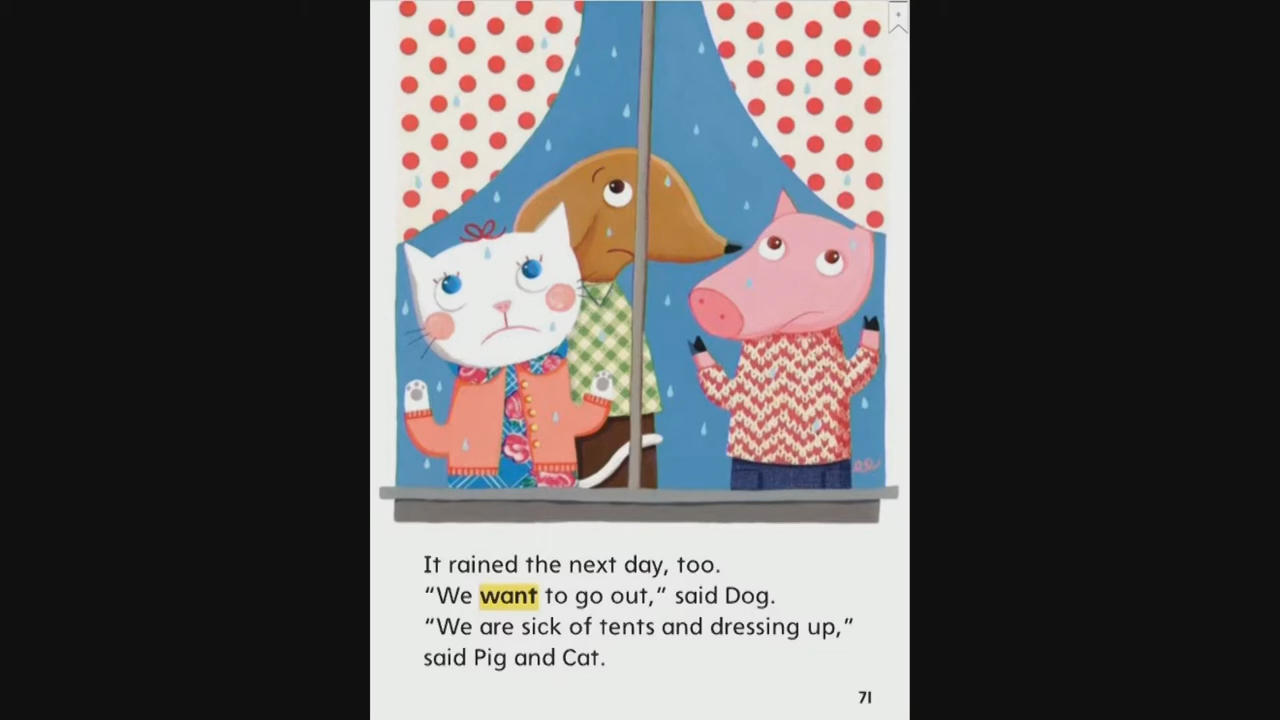 It rained the next day, too.
“We want to go out,” said Dog.
“We are sick of tents and dressing up,”
said Pig and Cat.
71